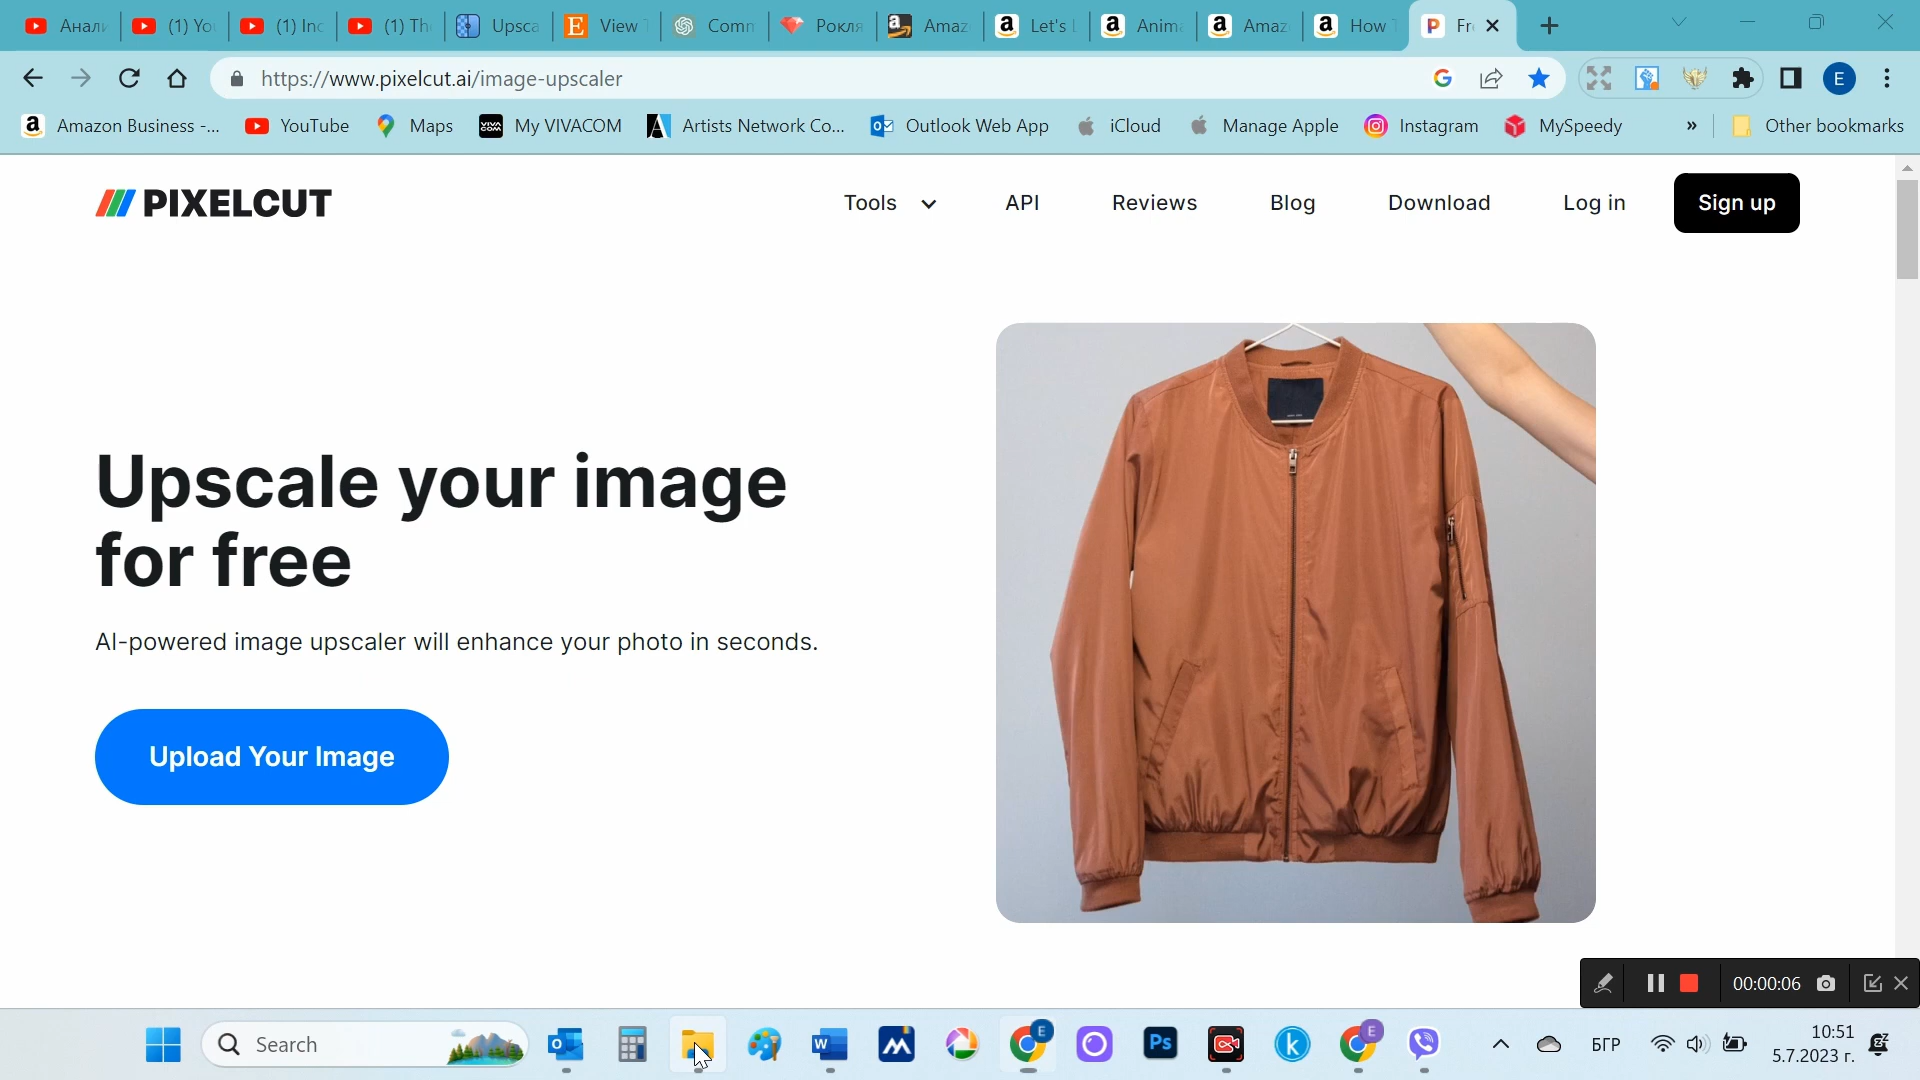 Анали (1) Yo (1) Inc (1) Th Upsca View Comm Рокля Amaz Let's Anima Amaz How Fr
https://www.pixelcut.ai/image-upscaler
Amazon Business -... YouTube Maps My VIVACOM Artists Network Co... Outlook Web App iCloud Manage Apple Instagram MySpeedy » Other bookmarks
PIXELCUT Tools API Reviews Blog Download Log in Sign up
Upscale your image
for free
AI-powered image upscaler will enhance your photo in seconds.
Upload Your Image
00:00:06
Search БГР 10:51
5.7.2023 г.